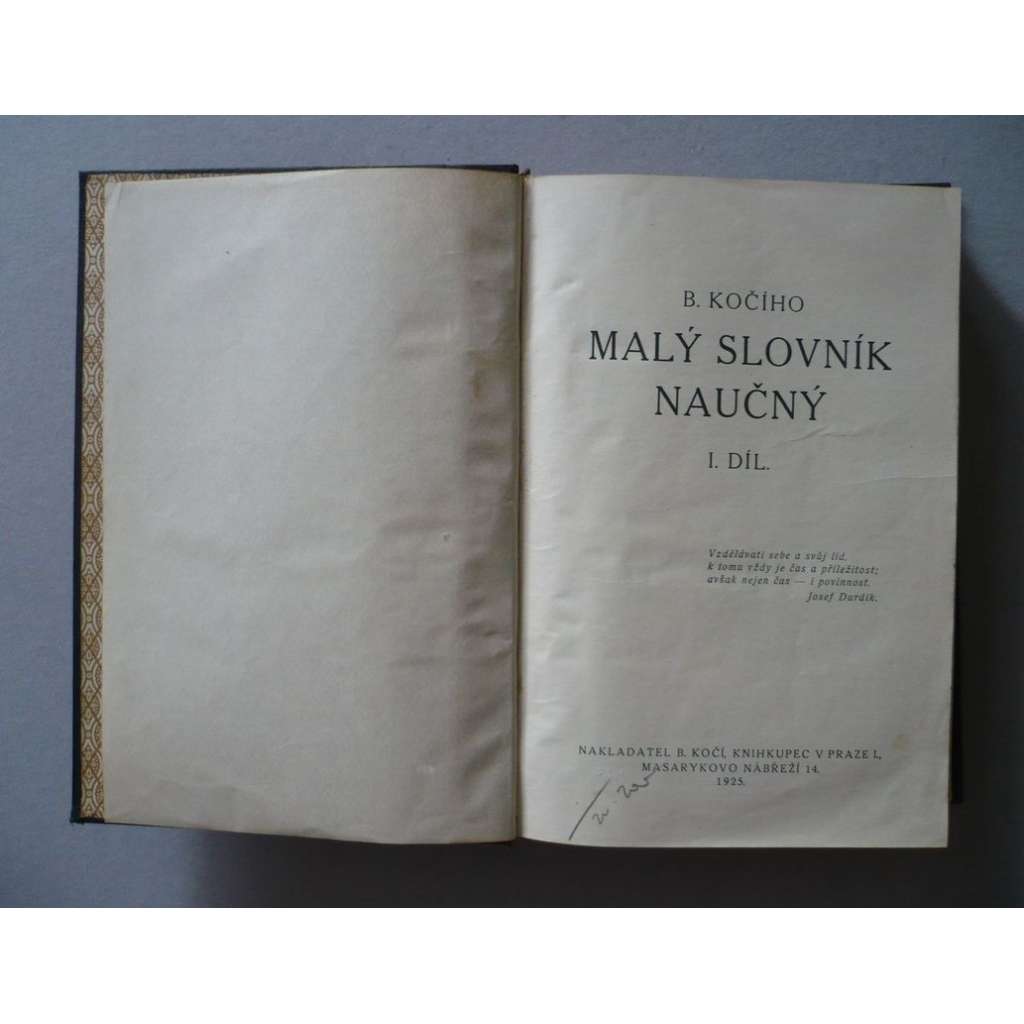 B. KOČÍHO
MALÝ SLOVNÍK
NAUČNÝ
I. DÍL.
Vzdělávati sebe a svůj lid,
k tomu vždy je čas a příležitost;
avšak nejen čas — i povinnost.
Josef Durdík.
NAKLADATEL B. KOČÍ, KNIHKUPEC V PRAZE I.,
MASARYKOVO NÁBŘEŽÍ 14.
1925.